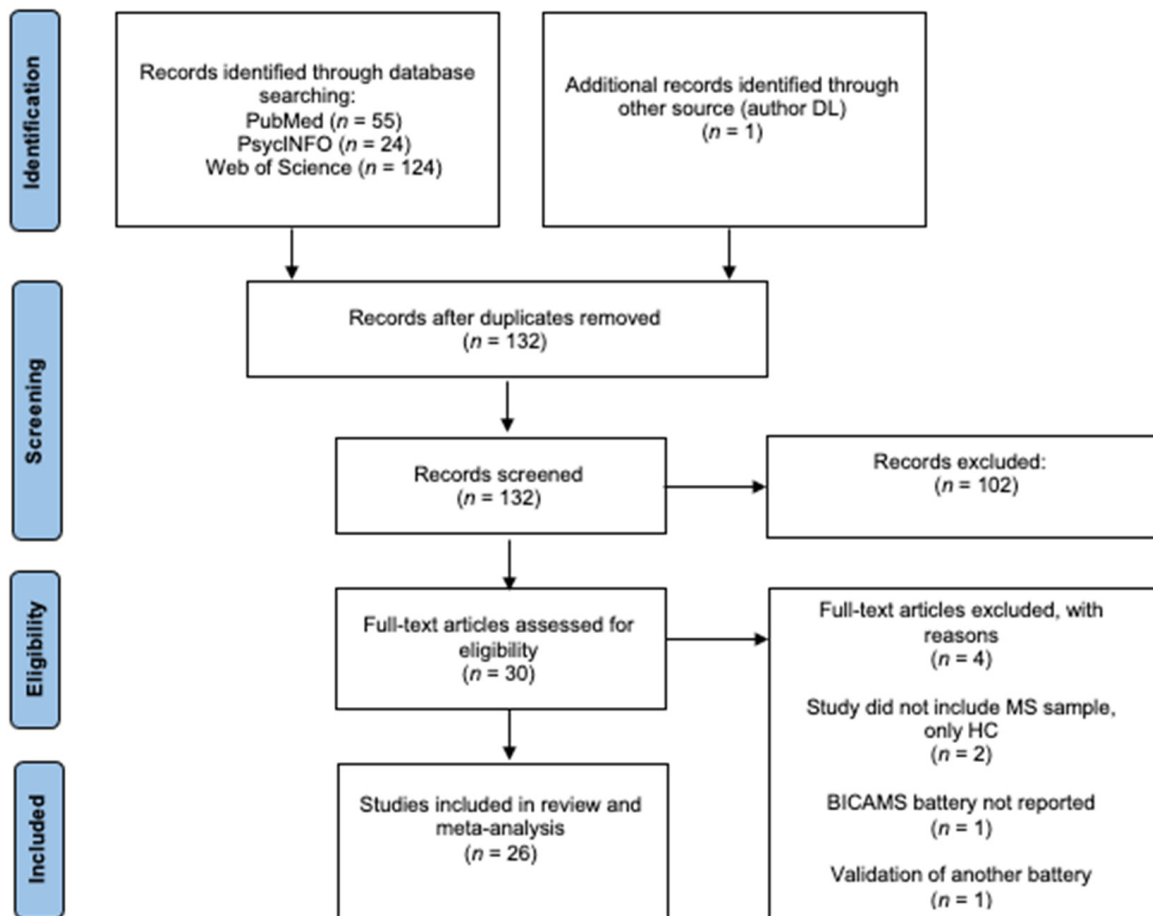 Identification
Records identified through database
searching:
PubMed (n = 55)
PsycINFO (n = 24)
Web of Science (n = 124)
Additional records identified through
other source (author DL)
(n = 1)
Screening
Records after duplicates removed
(n = 132)
Records screened
(n = 132)
Records excluded:
(n = 102)
Eligibility
Full-text articles assessed for
eligibility
(n = 30)
Full-text articles excluded, with
reasons
(n = 4)
Study did not include MS sample,
only HC
(n = 2)
BICAMS battery not reported
(n = 1)
Validation of another battery
(n = 1)
Included
Studies included in review and
meta-analysis
(n = 26)